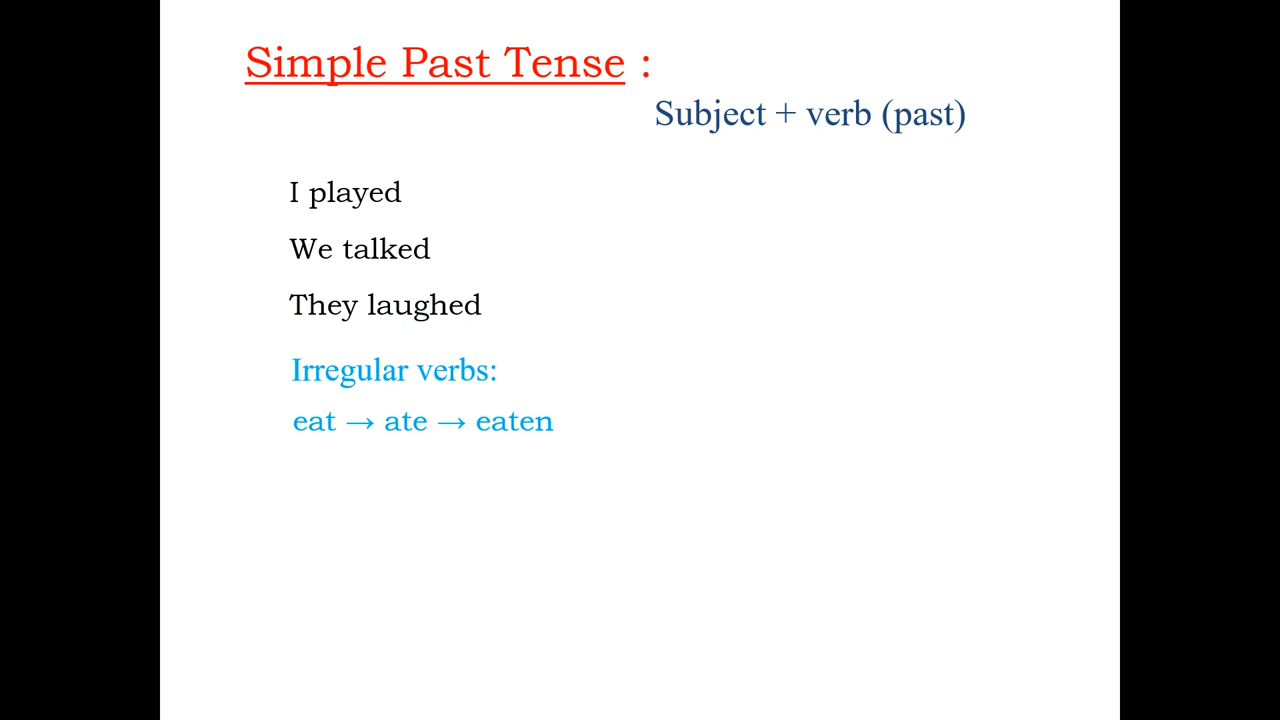 Simple Past Tense :
Subject + verb (past)
I played
We talked
They laughed
Irregular verbs:
eat → ate → eaten